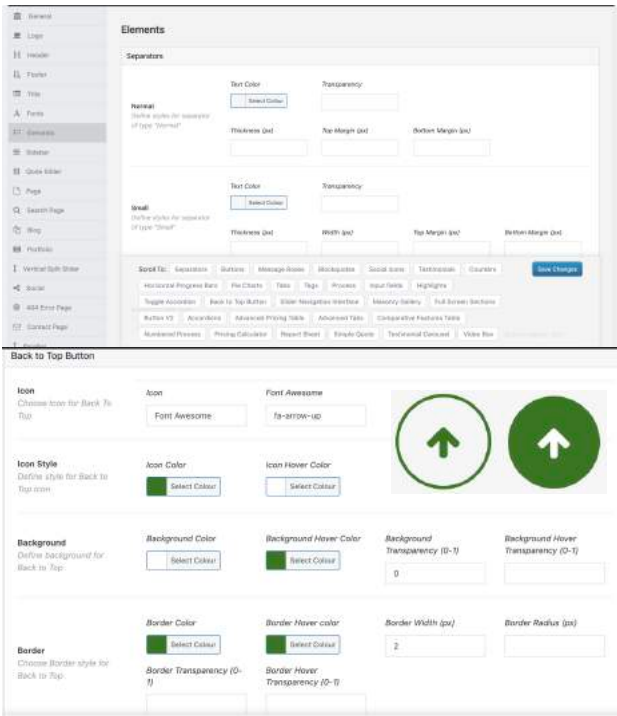 General
Logo
Header
Footer
Title
Fonts
Elements
Sidebar
Quote Slider
Page
Search Page
Blog
Portfolio
Vertical Split Slider
Social
404 Error Page
Contact Page
Elements
Separators
Normal
Define styles for separator
of type "Normal"
Text Color
Transparency
Select Colour
Thickness (px)
Top Margin (px)
Bottom Margin (px)
Small
Define styles for separator
of type "Small"
Text Color
Transparency
Select Colour
Thickness (px)
Width (px)
Top Margin (px)
Bottom Margin (px)
Scroll To: Separators Buttons Message Boxes Blockquotes Social Icons Testimonials Counters
Save Changes
Horizontal Progress Bars Pie Charts Tabs Tags Process Input Fields Highlights
Toggle Accordion Back to Top Button Slider Navigation Interface Masonry Gallery Full Screen Sections
Button V2 Accordions Advanced Pricing Table Advanced Tabs Comparative Features Table
Numbered Process Pricing Calculator Report Sheet Simple Quote Testimonial Carousel Video Box
Back to Top Button
Icon
Choose Icon for Back To
Top
Icon
Font Awesome
Font Awesome
fa-arrow-up
Icon Style
Define style for Back to
Top icon
Icon Color
Select Colour
Icon Hover Color
Select Colour
Background
Define background for
Back to Top
Background Color
Select Colour
Background Hover Color
Select Colour
Background
Transparency (0-1)
0
Background Hover
Transparency (0-1)
Border
Choose Border style for
Back to Top
Border Color
Select Colour
Border Hover color
Select Colour
Border Width (px)
2
Border Radius (px)
Border Transparency (0-
1)
Border Hover
Transparency (0-1)